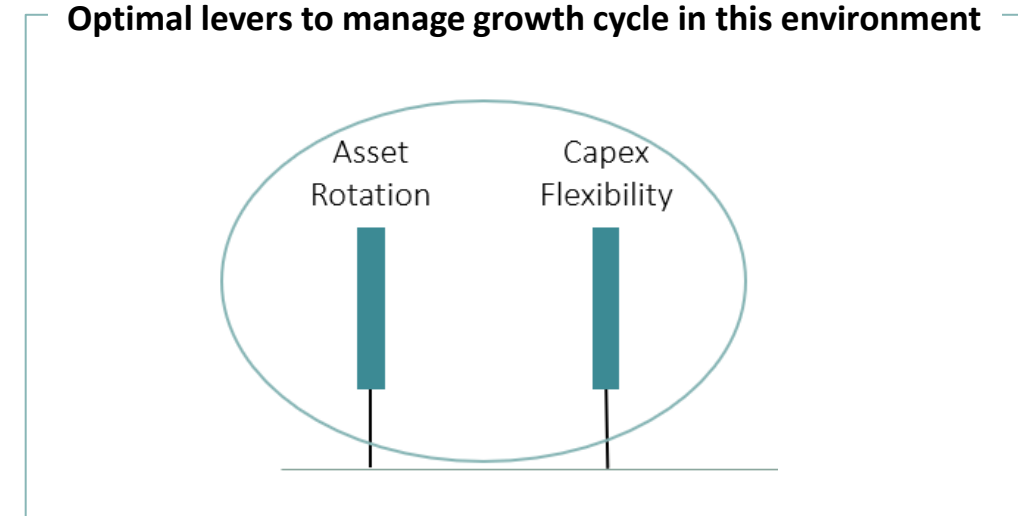 Optimal levers to manage growth cycle in this environment
Asset
Rotation
Capex
Flexibility